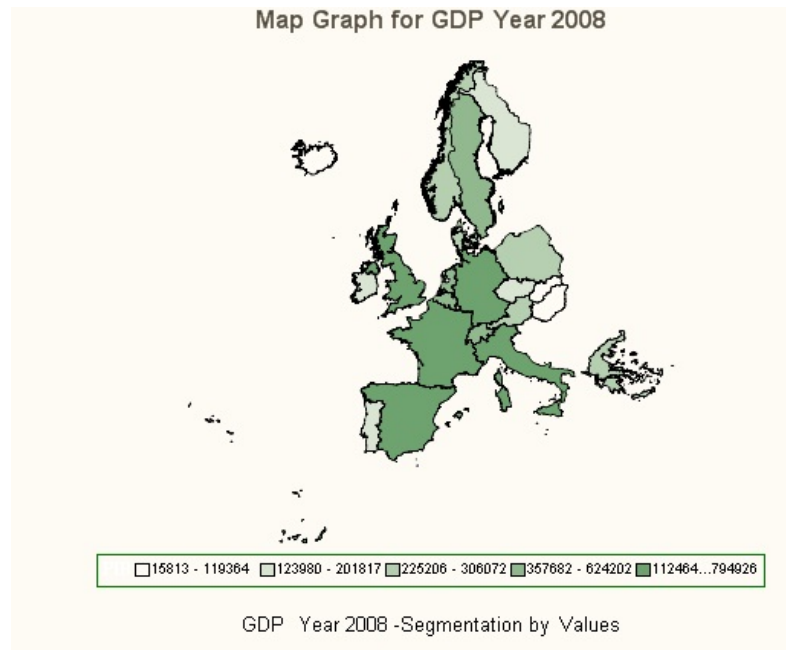 Map Graph for GDP Year 2008
15813 - 119364 123980 - 201817 225206 - 306072 357682 - 624202 112464...794926
GDP Year 2008 -Segmentation by Values